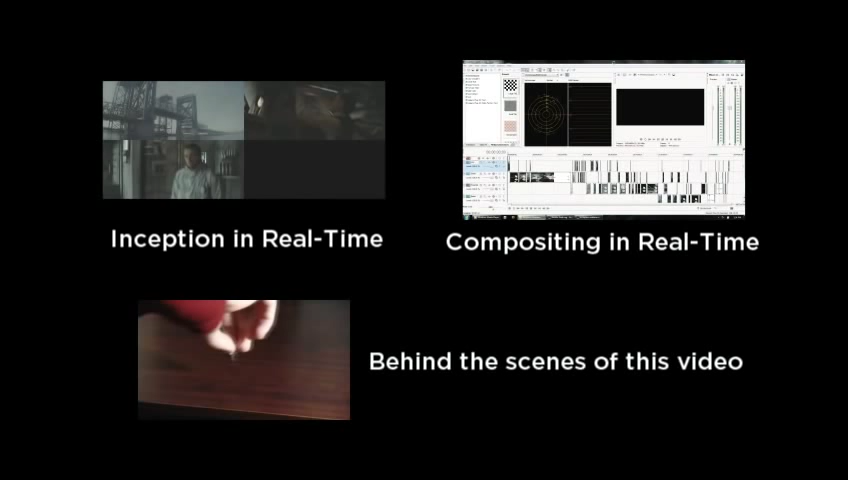 Inception in Real-Time
Compositing in Real-Time
Behind the scenes of this video